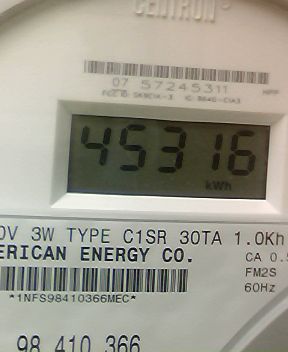 CENTRON®
07 57245311
45316
kWh
0V 3W TYPE C1SR 30TA 1.0Kh
ERICAN ENERGY CO.
CA 0.5
FM2S
*1NFS98410366MEC*
60Hz
98 410 366